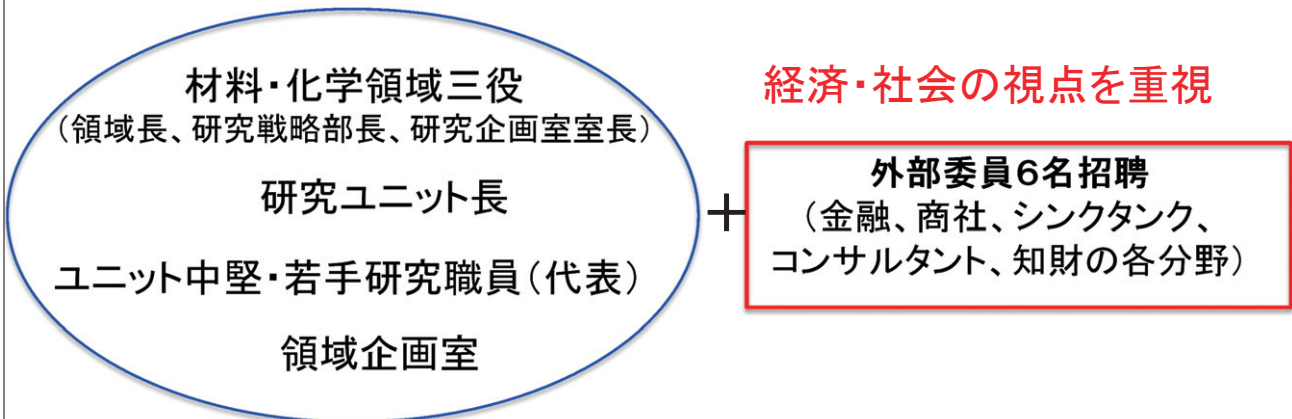 材料・化学領域三役
（領域長、研究戦略部長、研究企画室室長）
研究ユニット長
ユニット中堅・若手研究職員（代表）
領域企画室
＋
経済・社会の視点を重視
外部委員６名招聘
（金融、商社、シンクタンク、
コンサルタント、知財の各分野）